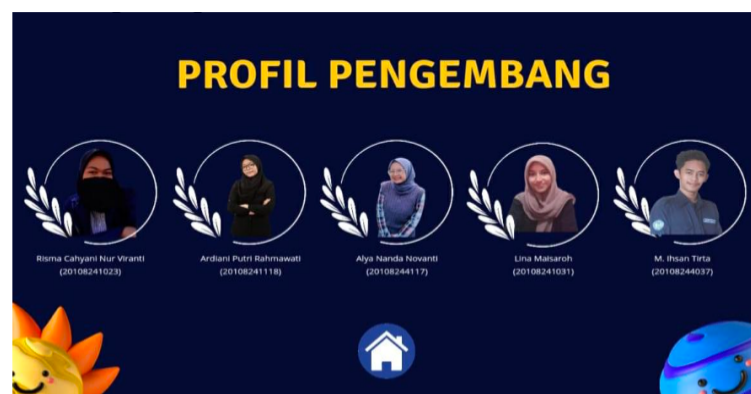 PROFIL PENGEMBANG
Risma Cahyani Nur Viranti
(20108241023)
Ardiani Putri Rahmawati
(20108241118)
Alya Nanda Novanti
(20108244117)
Lina Maisaroh
(20108241031)
M. Ihsan Tirta
(20108244037)